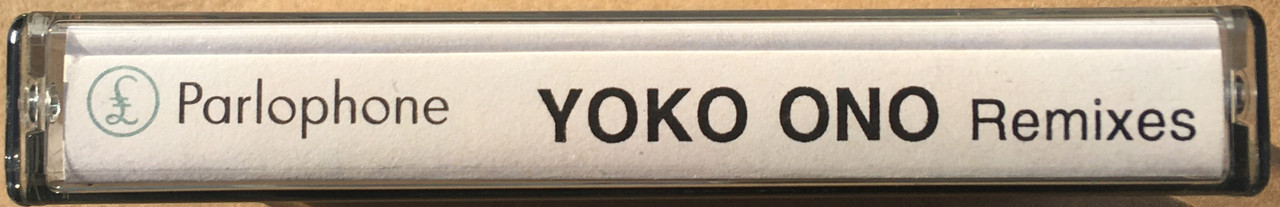 £ Parlophone YOKO ONO Remixes